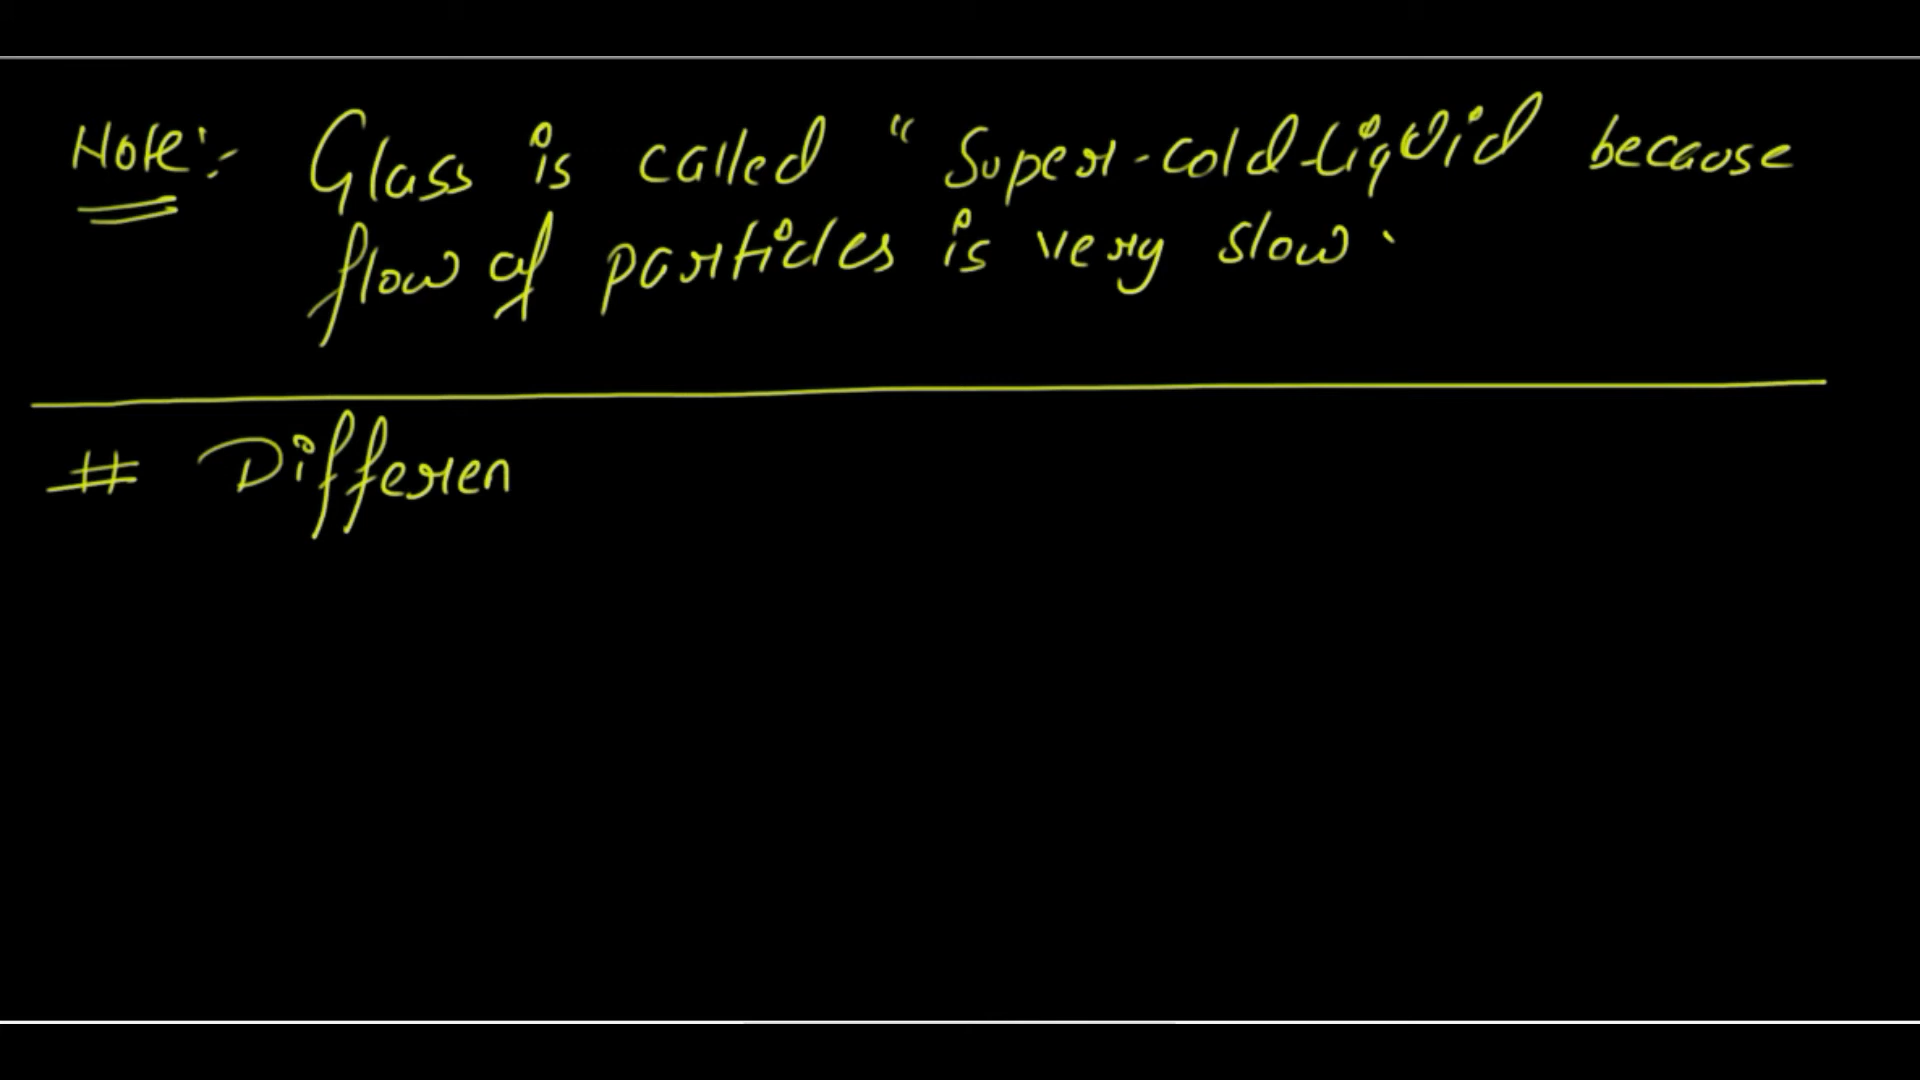 Note:- Glass is called "Super-cold-liquid because
flow of particles is very slow.
# Differen